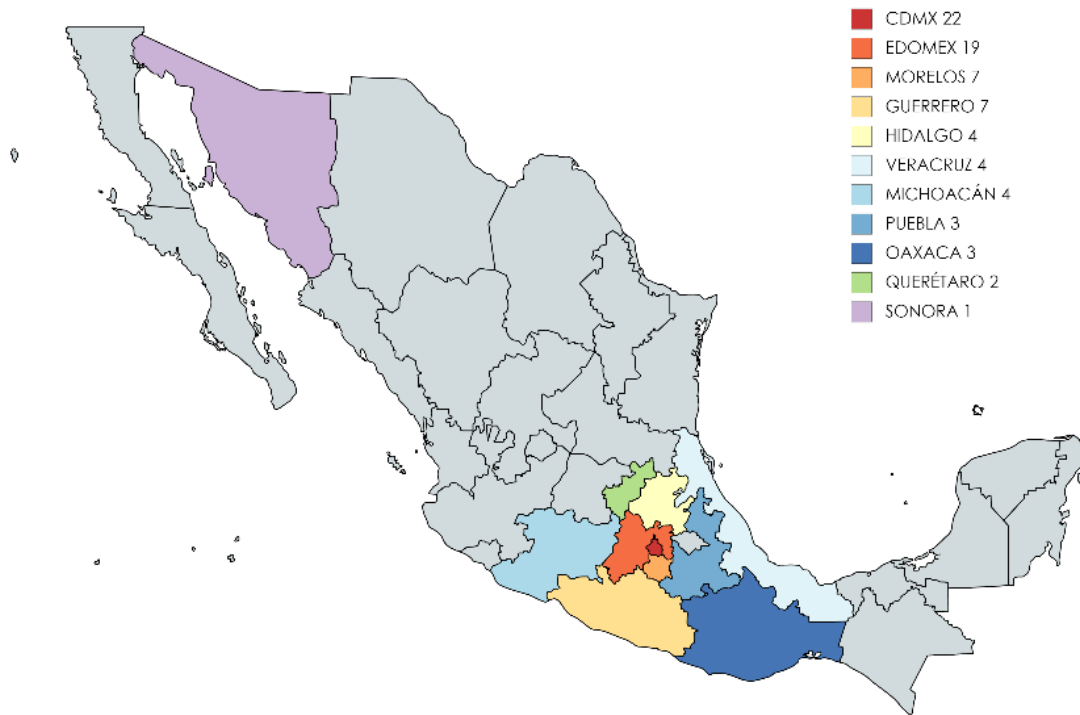 CDMX 22
EDOMEX 19
MORELOS 7
GUERRERO 7
HIDALGO 4
VERACRUZ 4
MICHOACÁN 4
PUEBLA 3
OAXACA 3
QUERÉTARO 2
SONORA 1